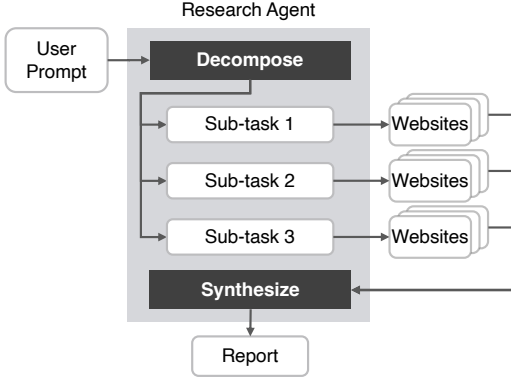 Research Agent
User
Prompt
Decompose
Sub-task 1
Websites
Sub-task 2
Websites
Sub-task 3
Websites
Synthesize
Report